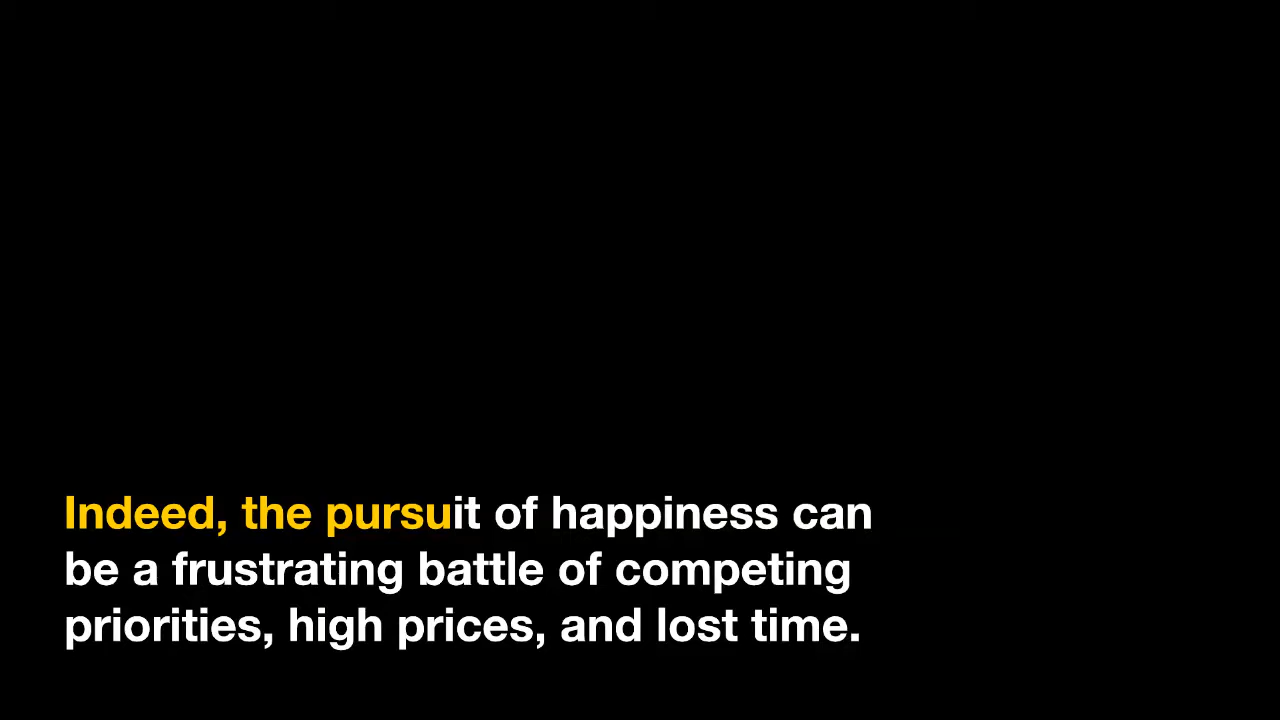 Indeed, the pursuit of happiness can
be a frustrating battle of competing
priorities, high prices, and lost time.